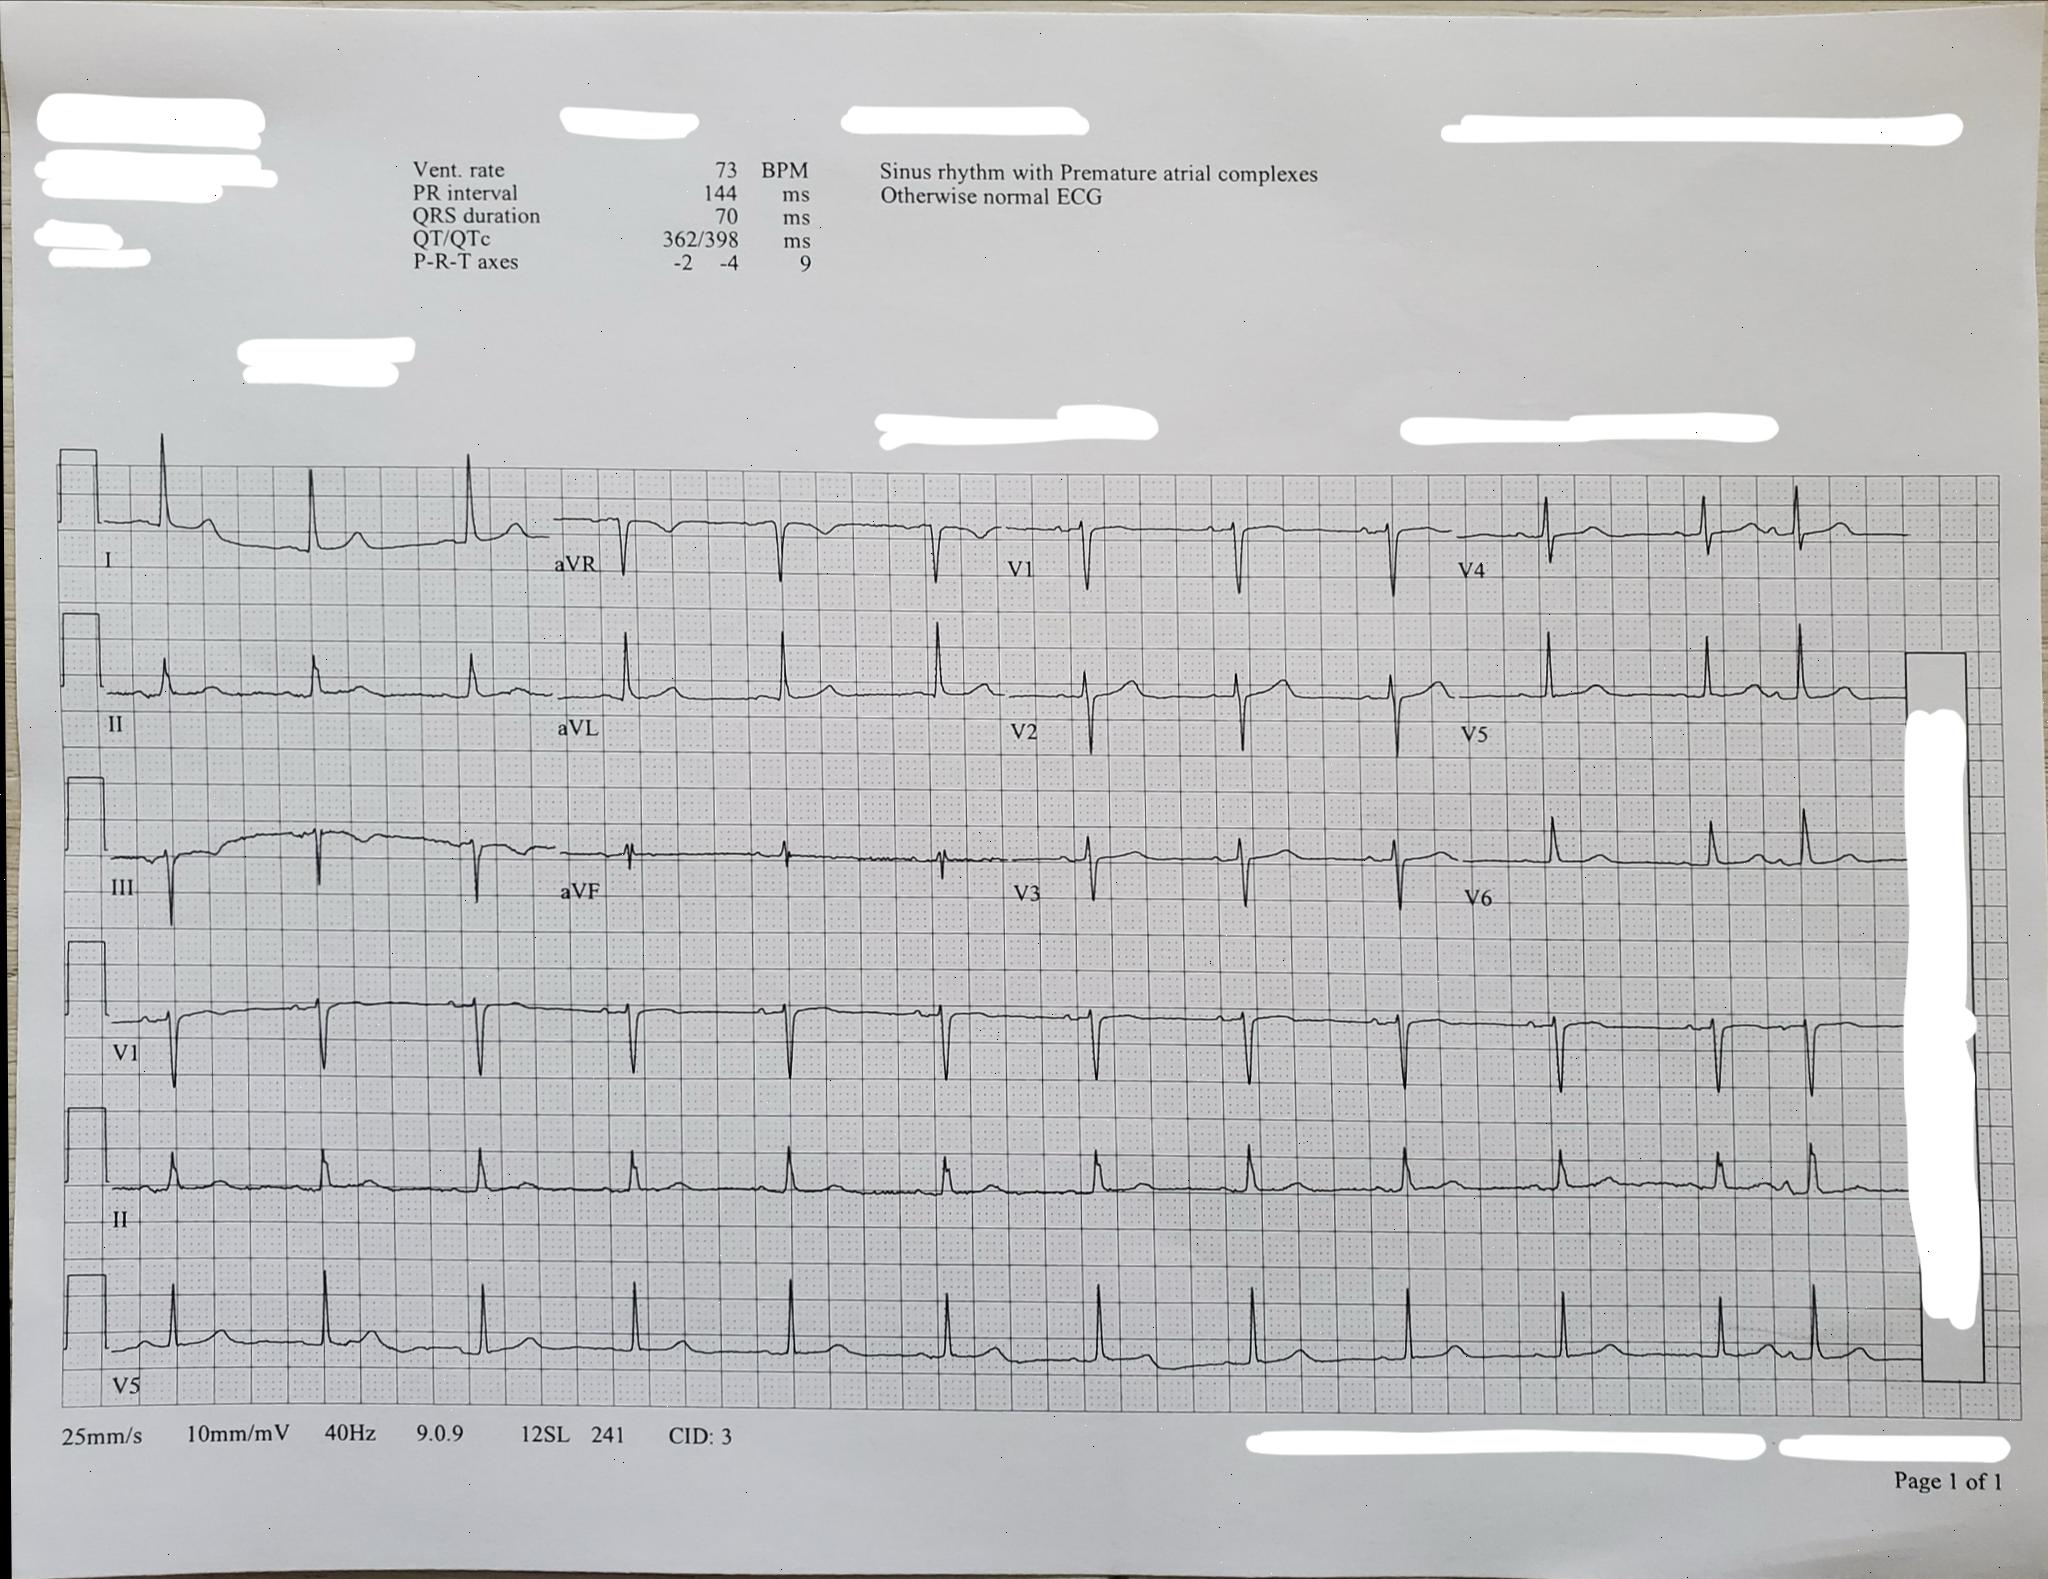 Vent. rate 73 BPM
PR interval 144 ms
QRS duration 70 ms
QT/QTc 362/398 ms
P-R-T axes -2 -4 9
Sinus rhythm with Premature atrial complexes
Otherwise normal ECG
I aVR V1 V4
II aVL V2 V5
III aVF V3 V6
V1
II
V5
25mm/s 10mm/mV 40Hz 9.0.9 12SL 241 CID: 3
Page 1 of 1